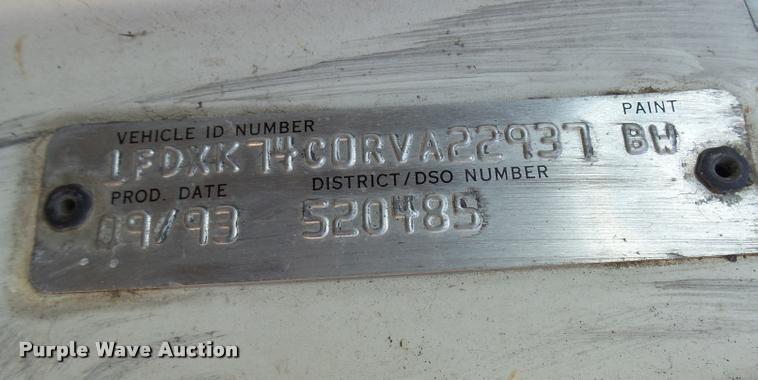 VEHICLE ID NUMBER PAINT
1FDXK74C0RVA22937 BW
PROD. DATE DISTRICT/DSO NUMBER
09/93 520485
Purple Wave Auction